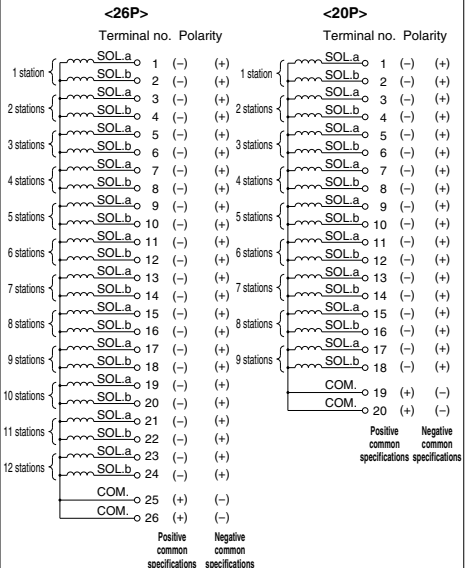 <26P>
Terminal no. Polarity
1 station SOL.a 1 (–) (+)
SOL.b 2 (–) (+)
2 stations SOL.a 3 (–) (+)
SOL.b 4 (–) (+)
3 stations SOL.a 5 (–) (+)
SOL.b 6 (–) (+)
4 stations SOL.a 7 (–) (+)
SOL.b 8 (–) (+)
5 stations SOL.a 9 (–) (+)
SOL.b 10 (–) (+)
6 stations SOL.a 11 (–) (+)
SOL.b 12 (–) (+)
7 stations SOL.a 13 (–) (+)
SOL.b 14 (–) (+)
8 stations SOL.a 15 (–) (+)
SOL.b 16 (–) (+)
9 stations SOL.a 17 (–) (+)
SOL.b 18 (–) (+)
10 stations SOL.a 19 (–) (+)
SOL.b 20 (–) (+)
11 stations SOL.a 21 (–) (+)
SOL.b 22 (–) (+)
12 stations SOL.a 23 (–) (+)
SOL.b 24 (–) (+)
COM. 25 (+) (–)
COM. 26 (+) (–)
Positive Negative
common common
specifications specifications
<20P>
Terminal no. Polarity
1 station SOL.a 1 (–) (+)
SOL.b 2 (–) (+)
2 stations SOL.a 3 (–) (+)
SOL.b 4 (–) (+)
3 stations SOL.a 5 (–) (+)
SOL.b 6 (–) (+)
4 stations SOL.a 7 (–) (+)
SOL.b 8 (–) (+)
5 stations SOL.a 9 (–) (+)
SOL.b 10 (–) (+)
6 stations SOL.a 11 (–) (+)
SOL.b 12 (–) (+)
7 stations SOL.a 13 (–) (+)
SOL.b 14 (–) (+)
8 stations SOL.a 15 (–) (+)
SOL.b 16 (–) (+)
9 stations SOL.a 17 (–) (+)
SOL.b 18 (–) (+)
COM. 19 (+) (–)
COM. 20 (+) (–)
Positive Negative
common common
specifications specifications